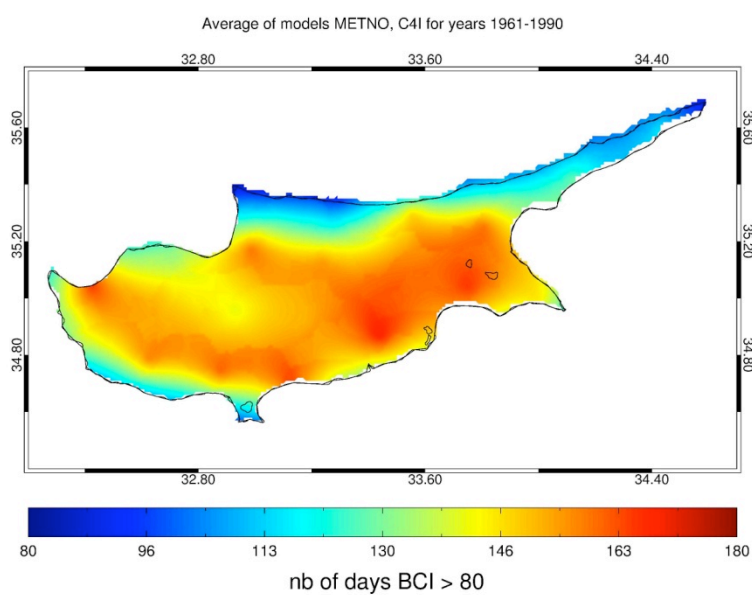 Average of models METNO, C4I for years 1961-1990
32.80 33.60 34.40
35.60 35.60
35.20 35.20
34.80 34.80
32.80 33.60 34.40
80 96 113 130 146 163 180
nb of days BCI > 80